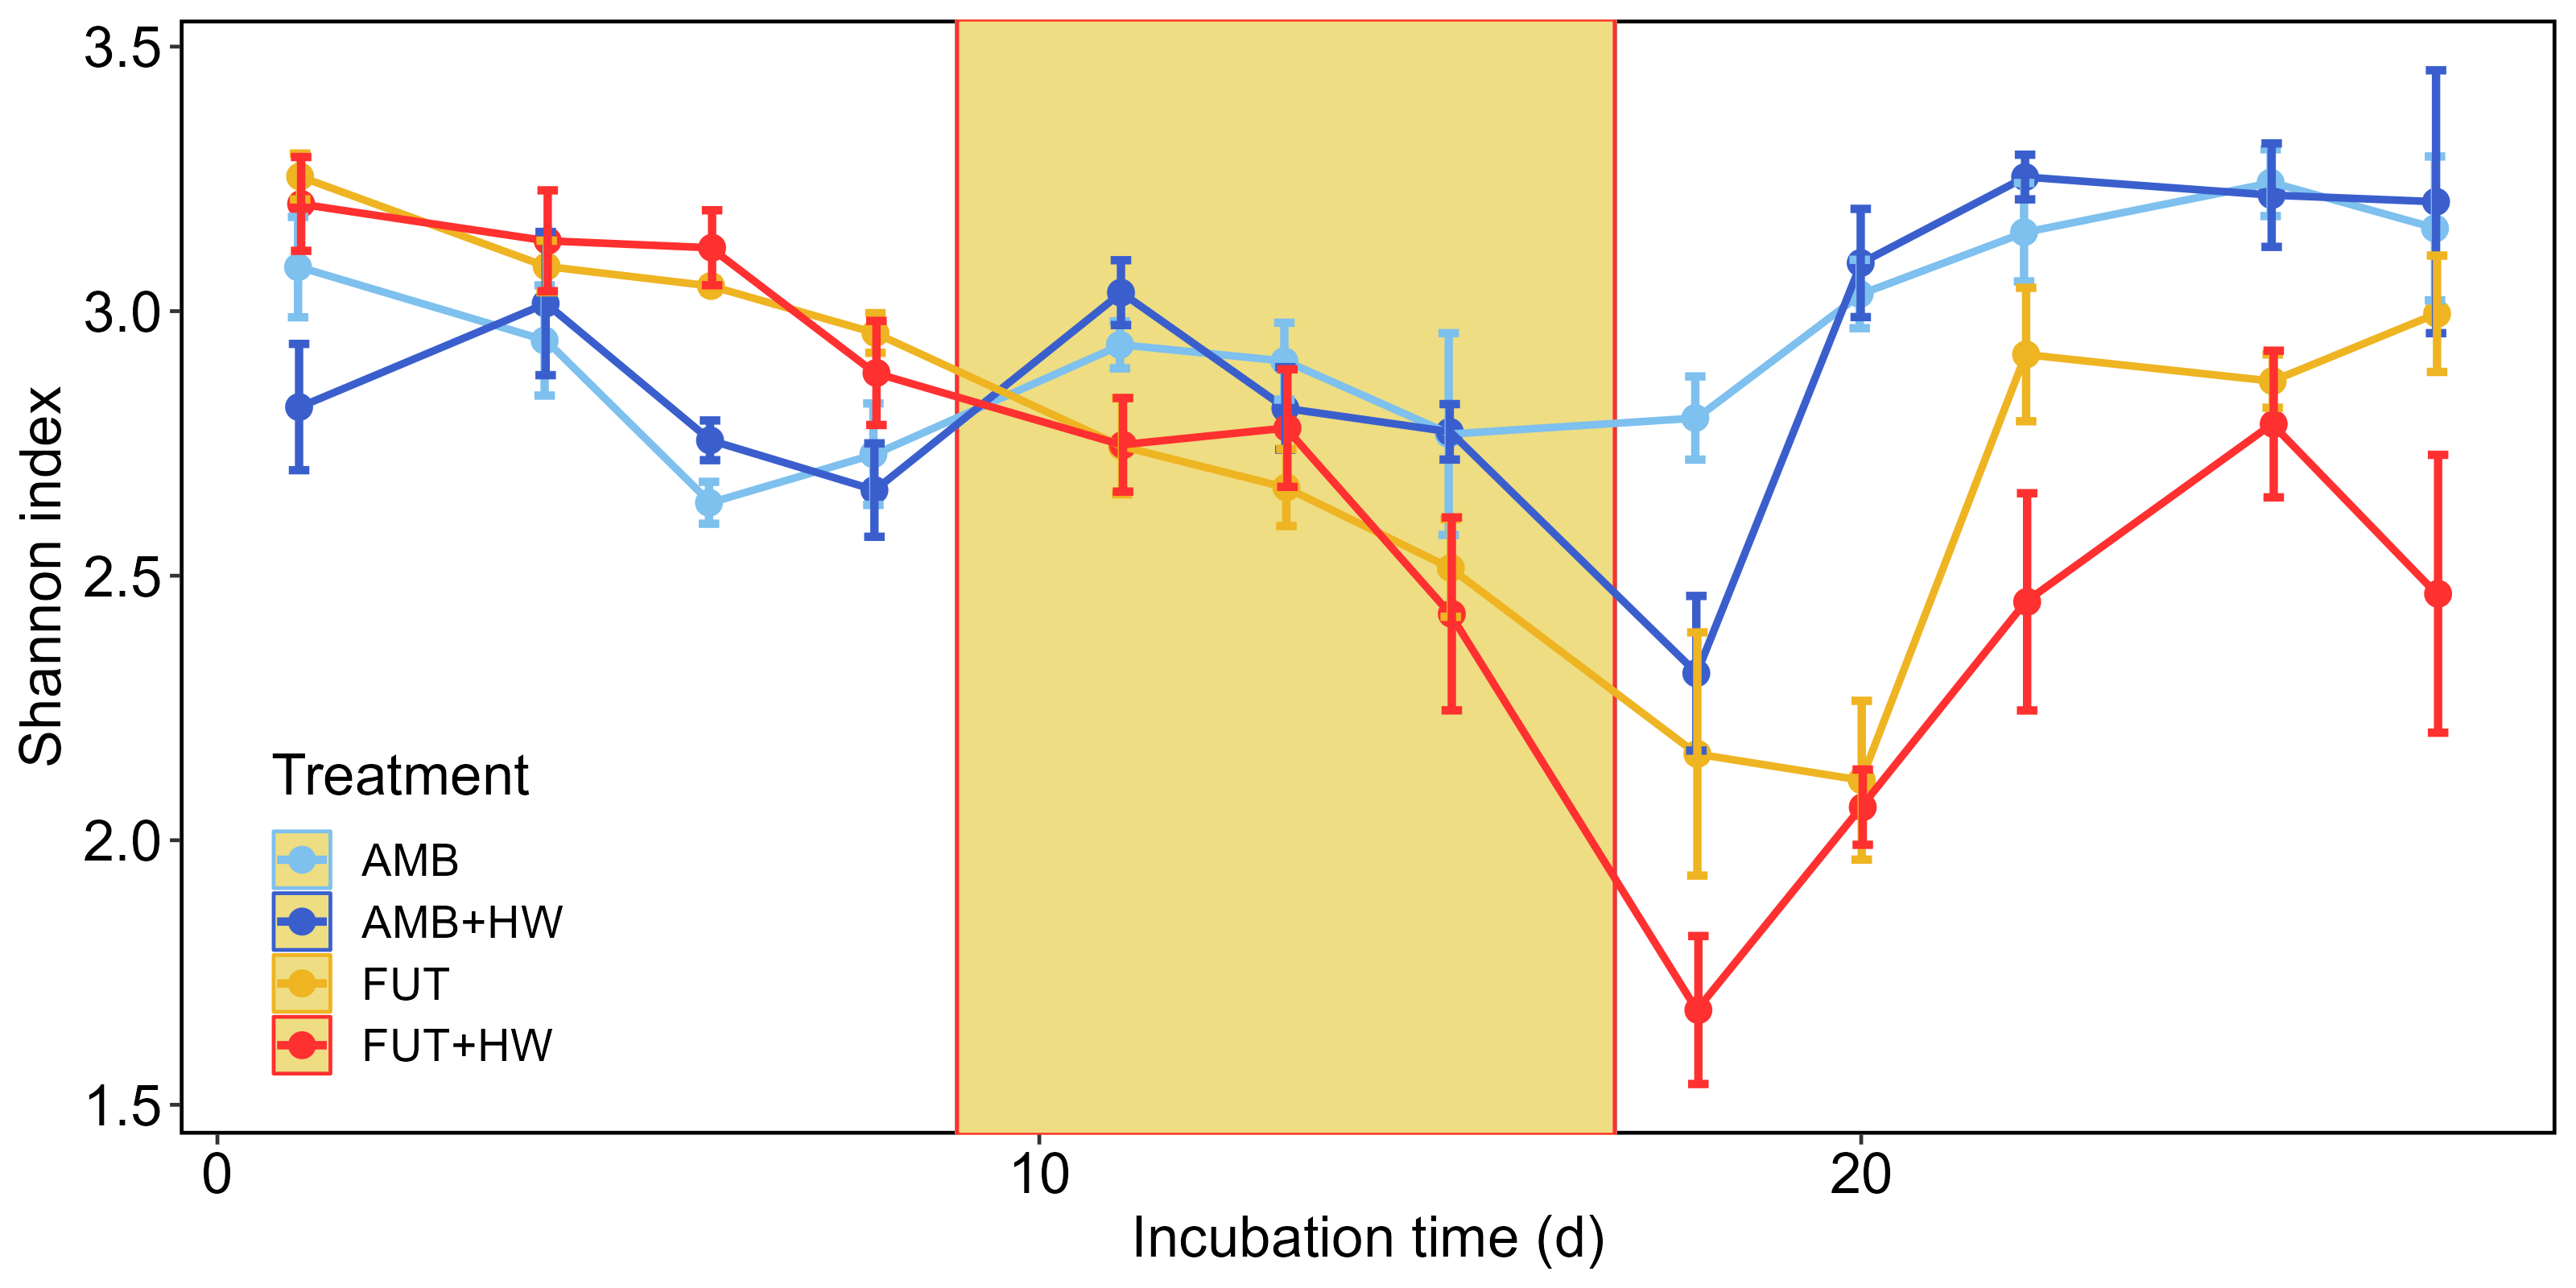 3.5
3.0
2.5
2.0
1.5
Shannon index
Treatment
AMB
AMB+HW
FUT
FUT+HW
0 10 20
Incubation time (d)